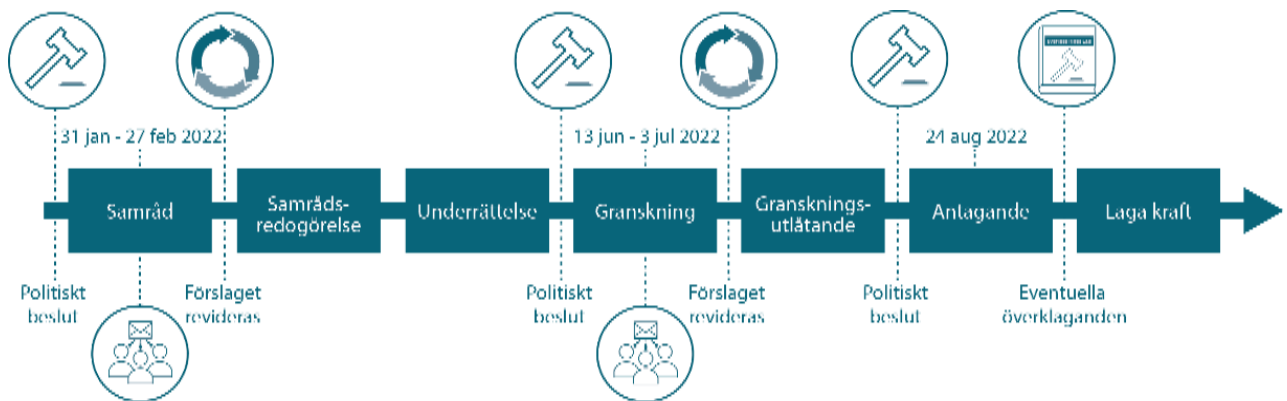 31 jan - 27 feb 2022
13 jun - 3 jul 2022
24 aug 2022
Samråd
Samråds-
redogörelse
Underrättelse
Granskning
Gransknings-
utlåtande
Antagande
Laga kraft
Politiskt
beslut
Förslaget
revideras
Politiskt
beslut
Förslaget
revideras
Politiskt
beslut
Eventuella
överklaganden